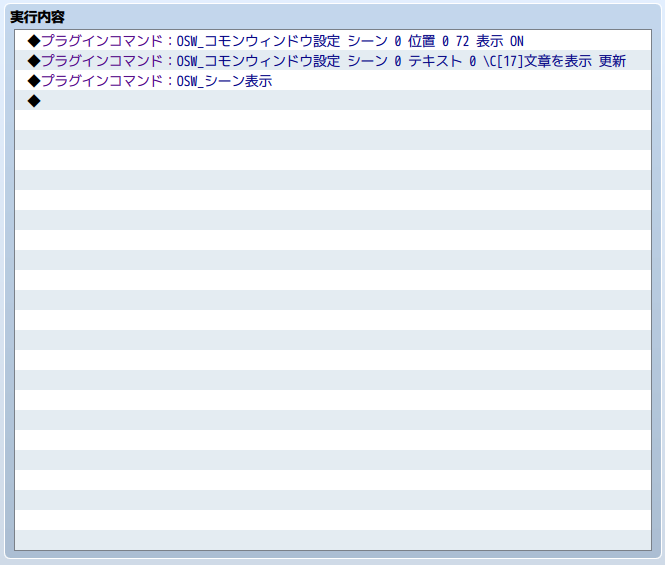 実行内容
◆プラグインコマンド：OSW_コモンウィンドウ設定 シーン 0 位置 0 72 表示 ON
◆プラグインコマンド：OSW_コモンウィンドウ設定 シーン 0 テキスト 0 \C[17]文章を表示 更新
◆プラグインコマンド：OSW_シーン表示
◆